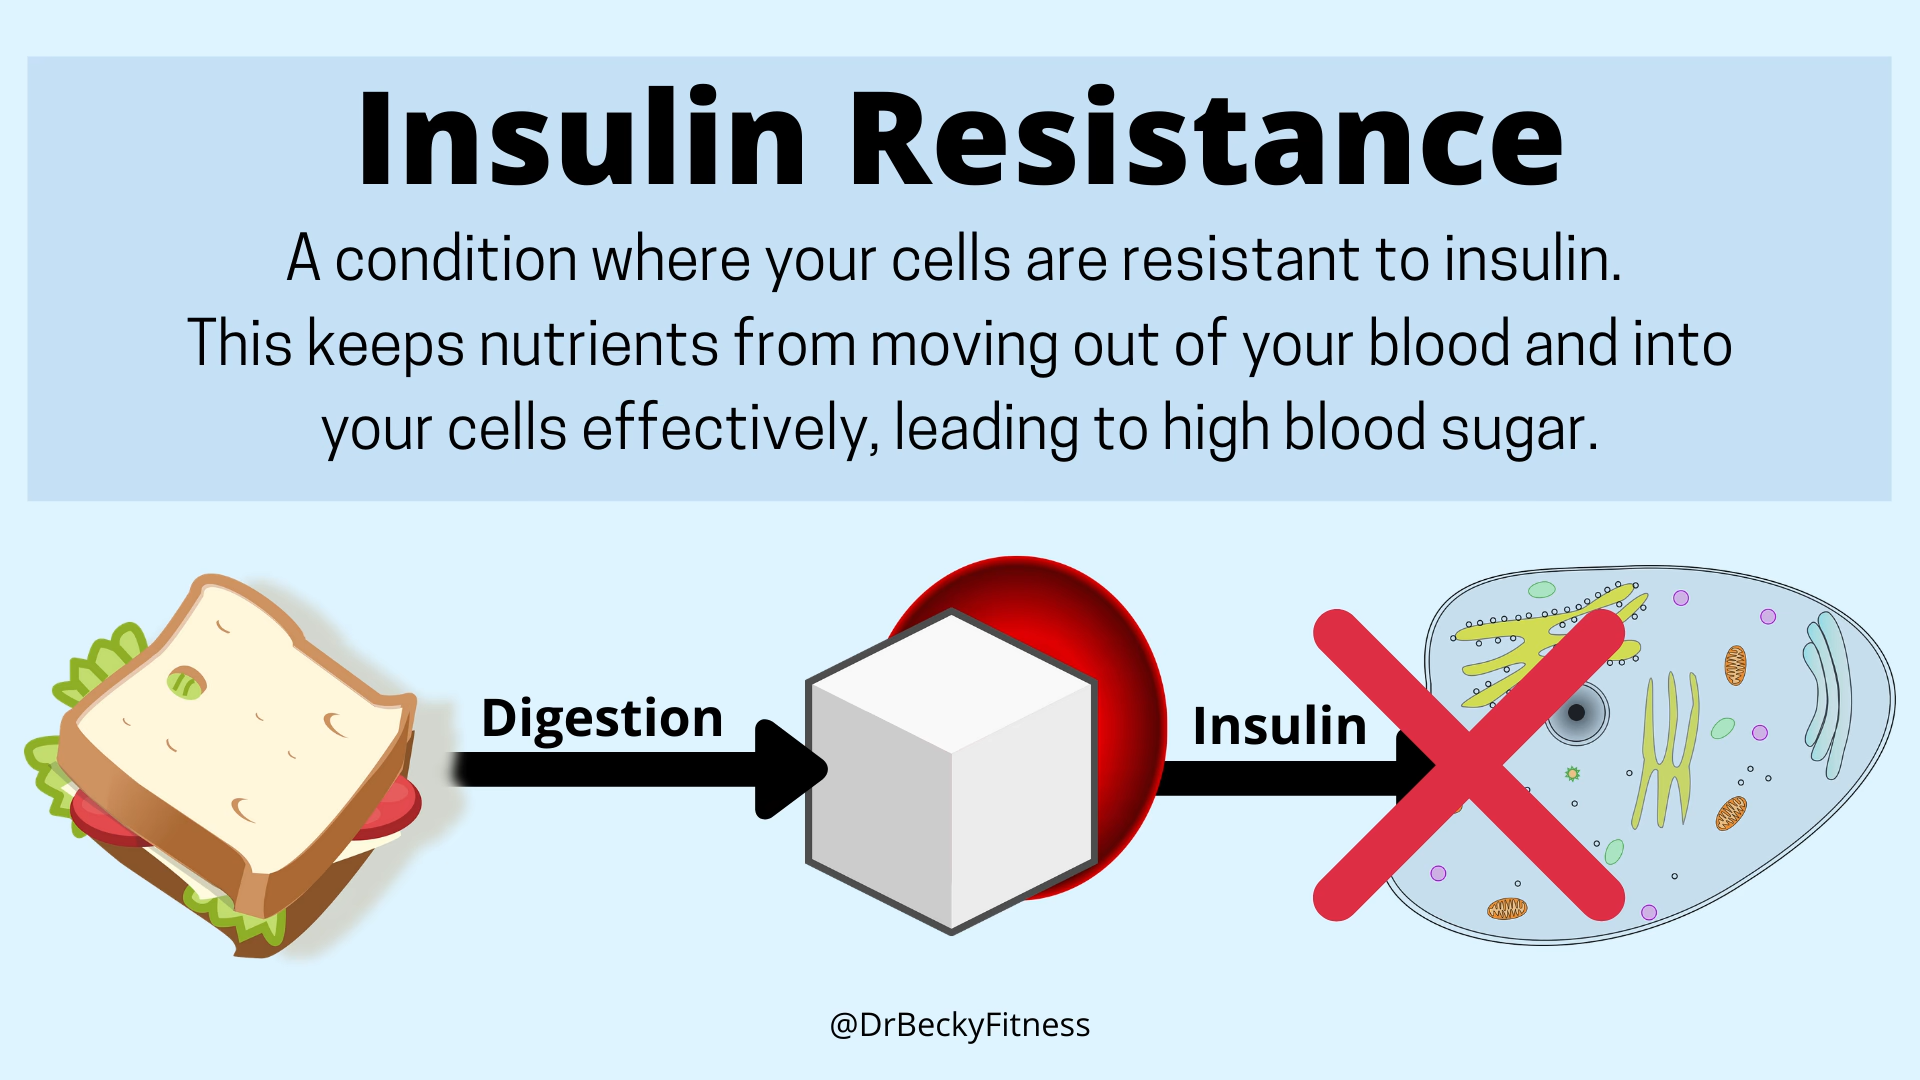 Insulin Resistance
A condition where your cells are resistant to insulin.
This keeps nutrients from moving out of your blood and into
your cells effectively, leading to high blood sugar.
Digestion
Insulin
@DrBeckyFitness